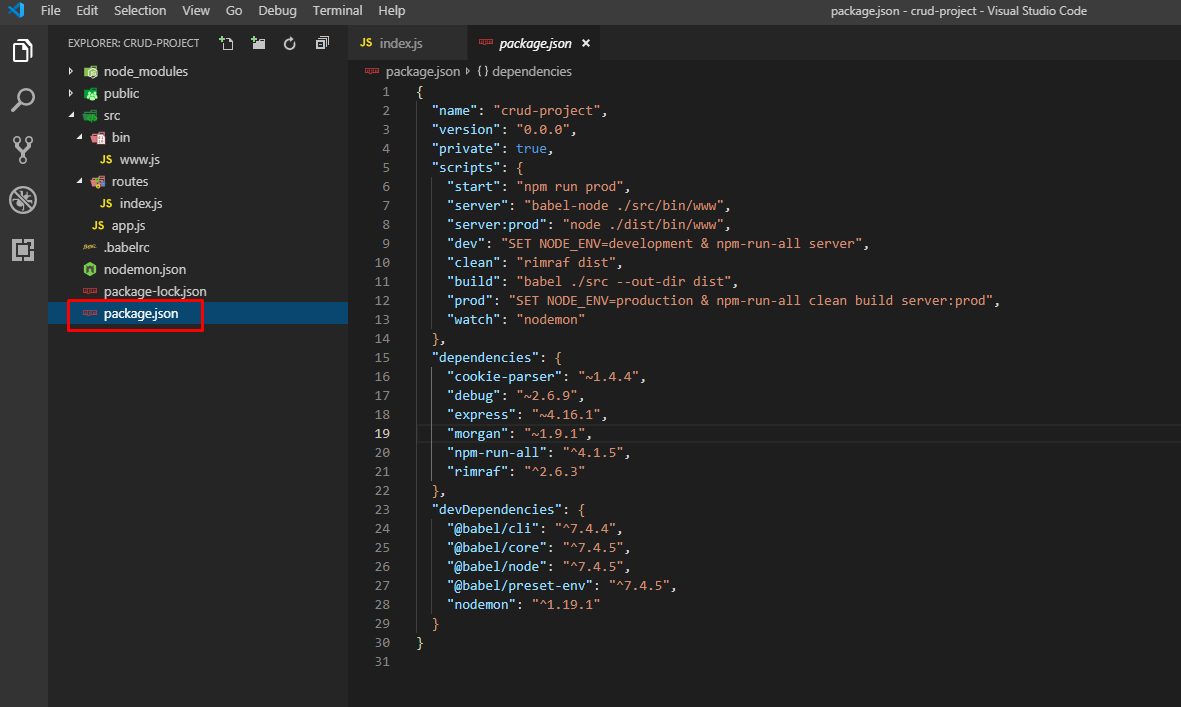 File Edit Selection View Go Debug Terminal Help
package.json - crud-project - Visual Studio Code
EXPLORER: CRUD-PROJECT
node_modules
public
src
bin
JS www.js
routes
JS index.js
JS app.js
.babelrc
nodemon.json
package-lock.json
package.json
JS index.js
package.json ×
package.json › {} dependencies
1 {
2 "name": "crud-project",
3 "version": "0.0.0",
4 "private": true,
5 "scripts": {
6 "start": "npm run prod",
7 "server": "babel-node ./src/bin/www",
8 "server:prod": "node ./dist/bin/www",
9 "dev": "SET NODE_ENV=development & npm-run-all server",
10 "clean": "rimraf dist",
11 "build": "babel ./src --out-dir dist",
12 "prod": "SET NODE_ENV=production & npm-run-all clean build server:prod",
13 "watch": "nodemon"
14 },
15 "dependencies": {
16 "cookie-parser": "~1.4.4",
17 "debug": "~2.6.9",
18 "express": "~4.16.1",
19 "morgan": "~1.9.1",
20 "npm-run-all": "^4.1.5",
21 "rimraf": "^2.6.3"
22 },
23 "devDependencies": {
24 "@babel/cli": "^7.4.4",
25 "@babel/core": "^7.4.5",
26 "@babel/node": "^7.4.5",
27 "@babel/preset-env": "^7.4.5",
28 "nodemon": "^1.19.1"
29 }
30 }
31